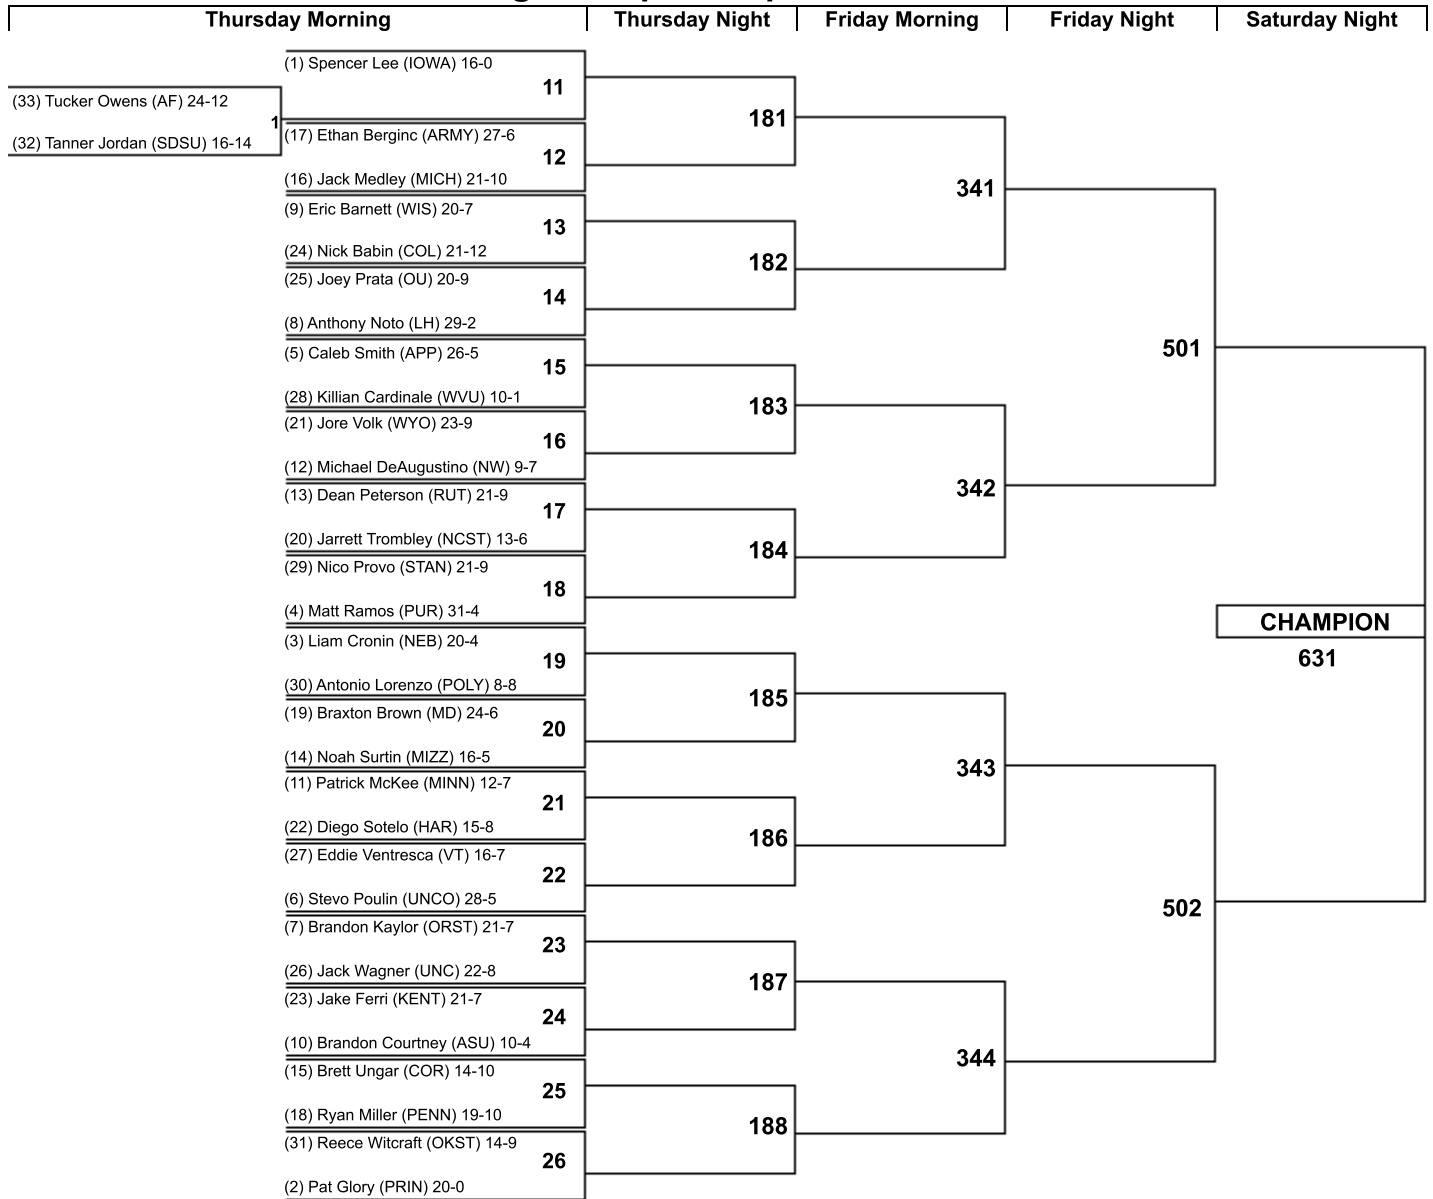 Thursday Morning Thursday Night Friday Morning Friday Night Saturday Night
(1) Spencer Lee (IOWA) 16-0
11
(33) Tucker Owens (AF) 24-12
1
(32) Tanner Jordan (SDSU) 16-14
(17) Ethan Berginc (ARMY) 27-6
12
(16) Jack Medley (MICH) 21-10
(9) Eric Barnett (WIS) 20-7
13
(24) Nick Babin (COL) 21-12
(25) Joey Prata (OU) 20-9
14
(8) Anthony Noto (LH) 29-2
(5) Caleb Smith (APP) 26-5
15
(28) Killian Cardinale (WVU) 10-1
(21) Jore Volk (WYO) 23-9
16
(12) Michael DeAugustino (NW) 9-7
(13) Dean Peterson (RUT) 21-9
17
(20) Jarrett Trombley (NCST) 13-6
(29) Nico Provo (STAN) 21-9
18
(4) Matt Ramos (PUR) 31-4
(3) Liam Cronin (NEB) 20-4
19
(30) Antonio Lorenzo (POLY) 8-8
(19) Braxton Brown (MD) 24-6
20
(14) Noah Surtin (MIZZ) 16-5
(11) Patrick McKee (MINN) 12-7
21
(22) Diego Sotelo (HAR) 15-8
(27) Eddie Ventresca (VT) 16-7
22
(6) Stevo Poulin (UNCO) 28-5
(7) Brandon Kaylor (ORST) 21-7
23
(26) Jack Wagner (UNC) 22-8
(23) Jake Ferri (KENT) 21-7
24
(10) Brandon Courtney (ASU) 10-4
(15) Brett Ungar (COR) 14-10
25
(18) Ryan Miller (PENN) 19-10
(31) Reece Witcraft (OKST) 14-9
26
(2) Pat Glory (PRIN) 20-0
181
182
183
184
185
186
187
188
341
342
343
344
501
502
CHAMPION
631